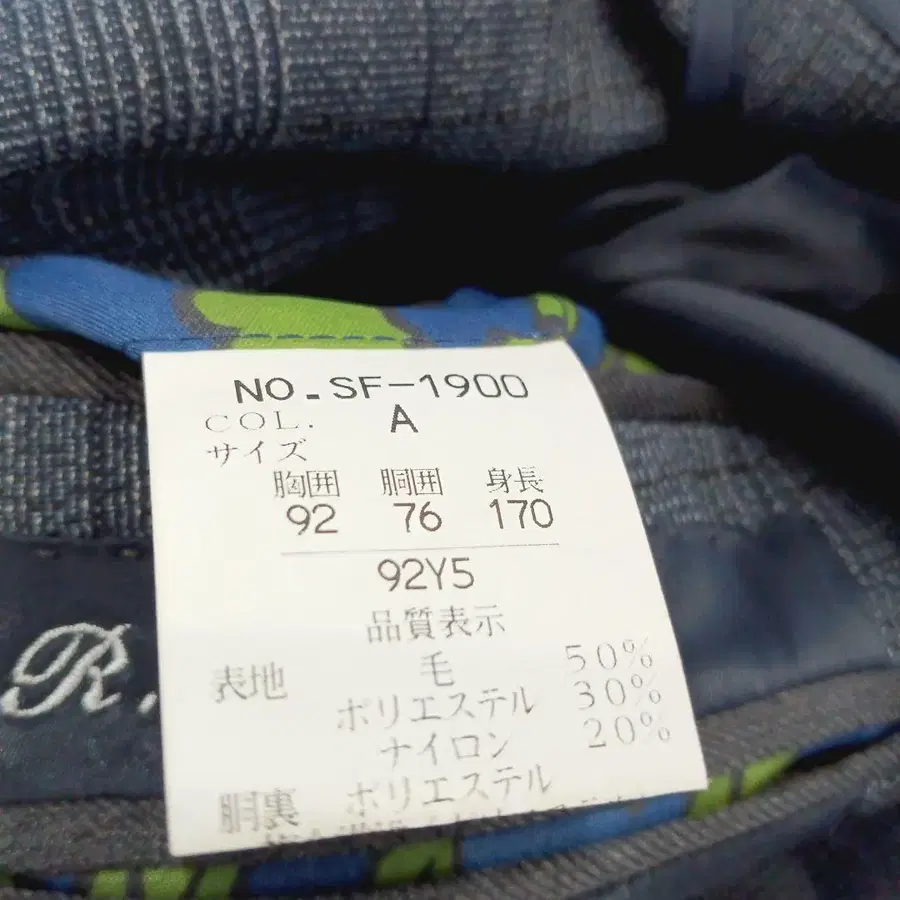 NO.SF-1900
COL. A
サイズ
胸囲 胴囲 身長
92 76 170
92Y5
品質表示
表地 毛 50%
ポリエステル 30%
ナイロン 20%
胴裏 ポリエステル
R.